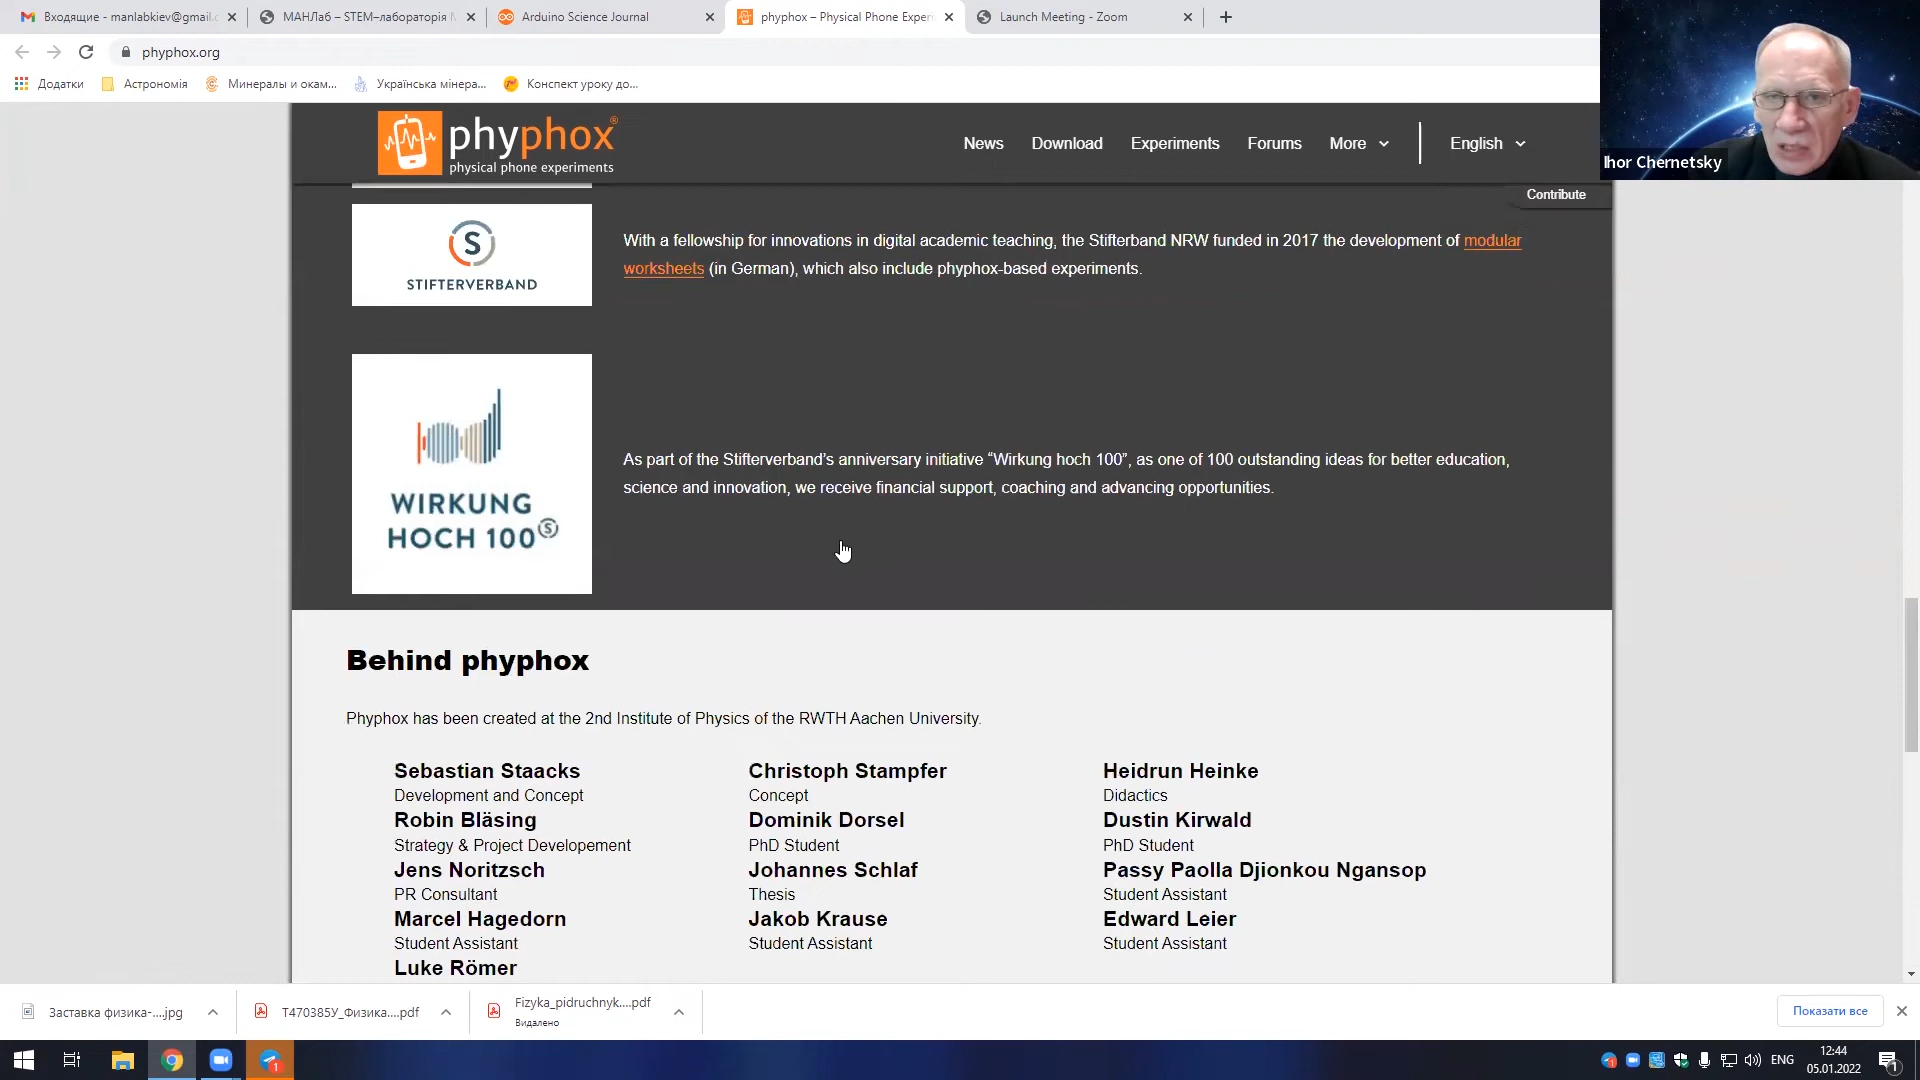 Входящие - manlabkiev@gmail.c
МАНЛаб – STEM–лабораторія М
Arduino Science Journal
phyphox – Physical Phone Experi
Launch Meeting - Zoom
phyphox.org
Додатки
Астрономія
Минералы и окам...
Українська мінера...
Конспект уроку до...
phyphox®
physical phone experiments
News
Download
Experiments
Forums
More
English
Ihor Chernetsky
Contribute
S
STIFTERVERBAND
With a fellowship for innovations in digital academic teaching, the Stifterband NRW funded in 2017 the development of modular
worksheets (in German), which also include phyphox-based experiments.
WIRKUNG
HOCH 100 S
As part of the Stifterverband's anniversary initiative “Wirkung hoch 100”, as one of 100 outstanding ideas for better education,
science and innovation, we receive financial support, coaching and advancing opportunities.
Behind phyphox
Phyphox has been created at the 2nd Institute of Physics of the RWTH Aachen University.
Sebastian Staacks
Development and Concept
Christoph Stampfer
Concept
Heidrun Heinke
Didactics
Robin Bläsing
Strategy & Project Developement
Dominik Dorsel
PhD Student
Dustin Kirwald
PhD Student
Jens Noritzsch
PR Consultant
Johannes Schlaf
Thesis
Passy Paolla Djionkou Ngansop
Student Assistant
Marcel Hagedorn
Student Assistant
Jakob Krause
Student Assistant
Edward Leier
Student Assistant
Luke Römer
Заставка физика-....jpg
Т470385У_Физика....pdf
Fizyka_pidruchnyk....pdf
Видалено
Показати все
1
ENG
12:44
05.01.2022
1